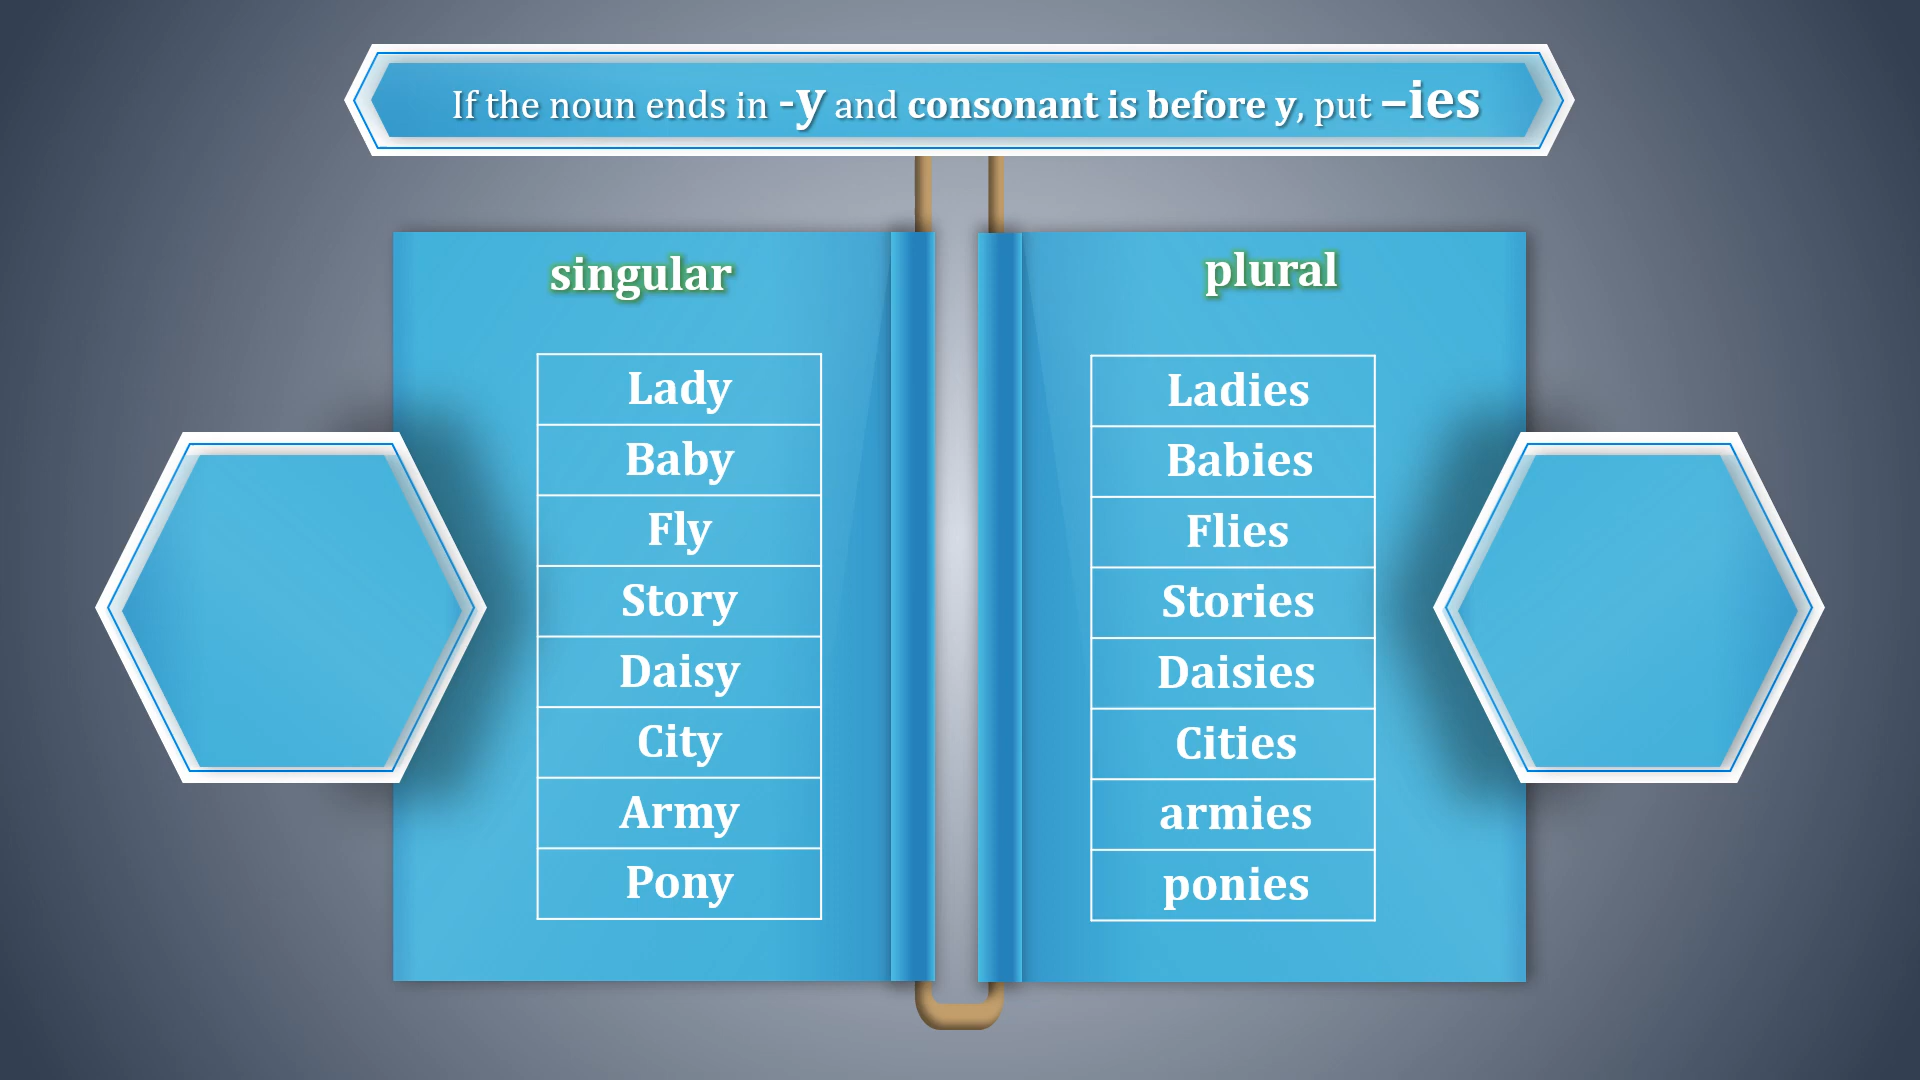 If the noun ends in -y and consonant is before y, put –ies
singular
Lady
Baby
Fly
Story
Daisy
City
Army
Pony
plural
Ladies
Babies
Flies
Stories
Daisies
Cities
armies
ponies